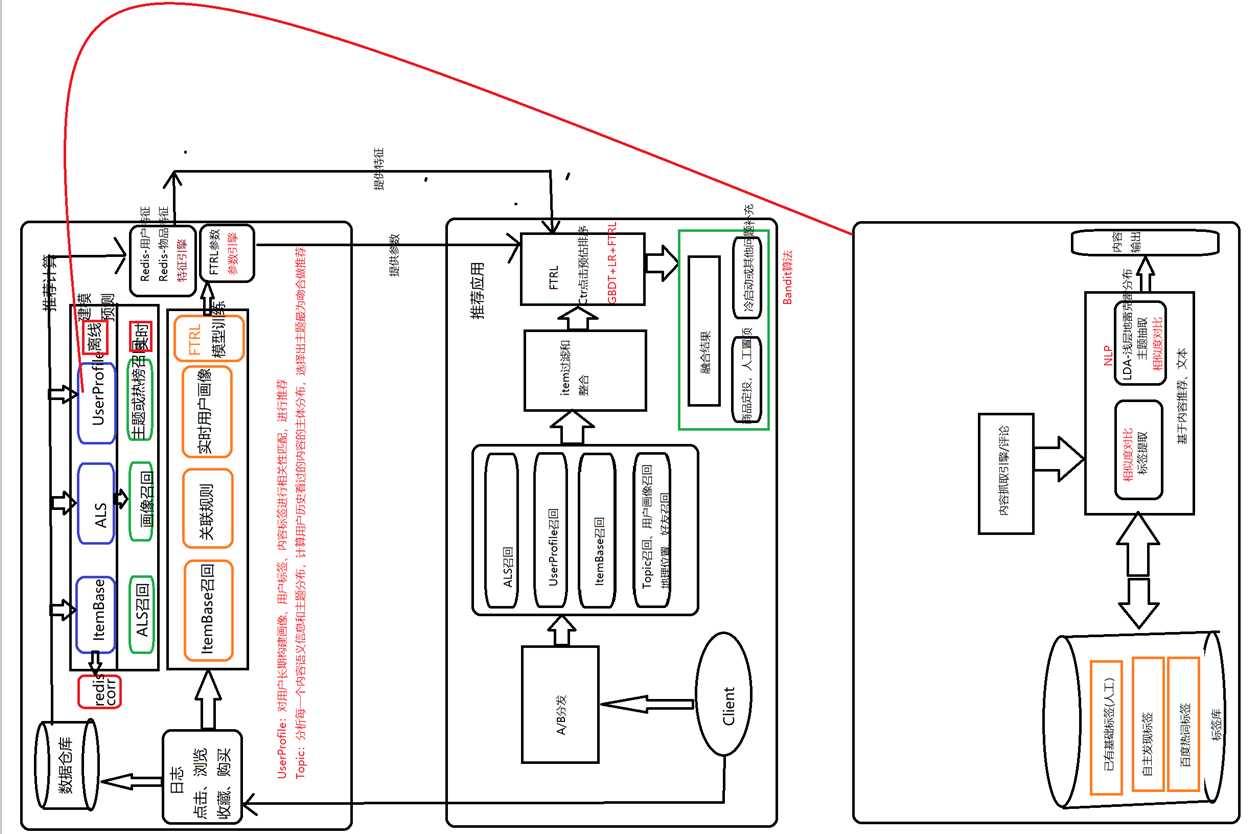 推荐计算
Redis-用户特征
Redis-物品特征
特征引擎
FTRL参数
参数引擎
提供特征
提供参数
建模
预测
离线
实时
UserProfile
主题或热榜召回
ALS
画像召回
ItemBase
ALS召回
redis
corr
FTRL
模型训练
实时用户画像
关联规则
ItemBase召回
数据仓库
日志
点击、浏览
收藏、购买
UserProfile：对用户长期构建画像、用户标签、内容标签进行相关性匹配，进行推荐
Topic：分析每一个内容语义信息和主题分布，计算用户历史看过的内容的主体分布，选择出主题最为吻合做推荐
推荐应用
FTRL
Ctr点击预估排序
GBDT+LR+FTRL
item过滤和
整合
ALS召回
UserProfile召回
ItemBase召回
Topic召回、用户画像召回
地理位置、好友召回
A/B分发
Client
融合结果
冷启动或其他问题补充
商品定投，人工置顶
Bandit算法
内容
输出
NLP
LDA-浅层地雷克雷分布
主题抽取
相似度对比
相似度对比
标签提取
基于内容推荐、文本
内容抓取引擎/评论
已有基础标签(人工)
自主发现标签
百度热词标签
标签库